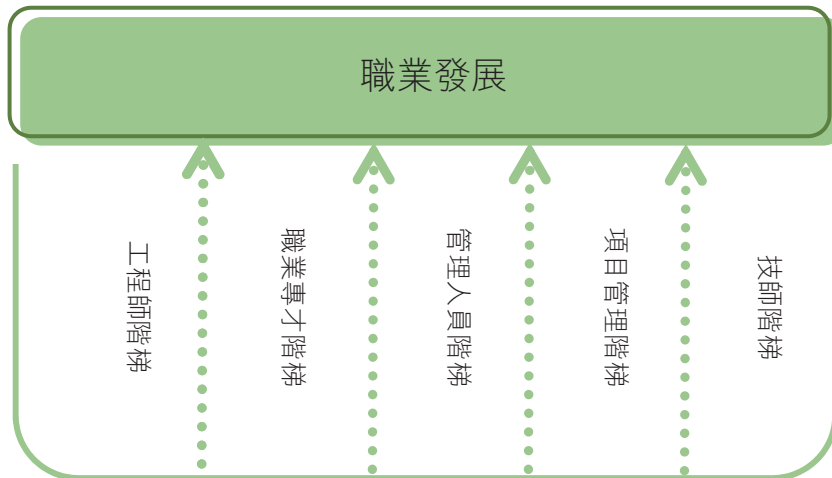 職業發展
工程師階梯
職業專才階梯
管理人員階梯
項目管理階梯
技師階梯